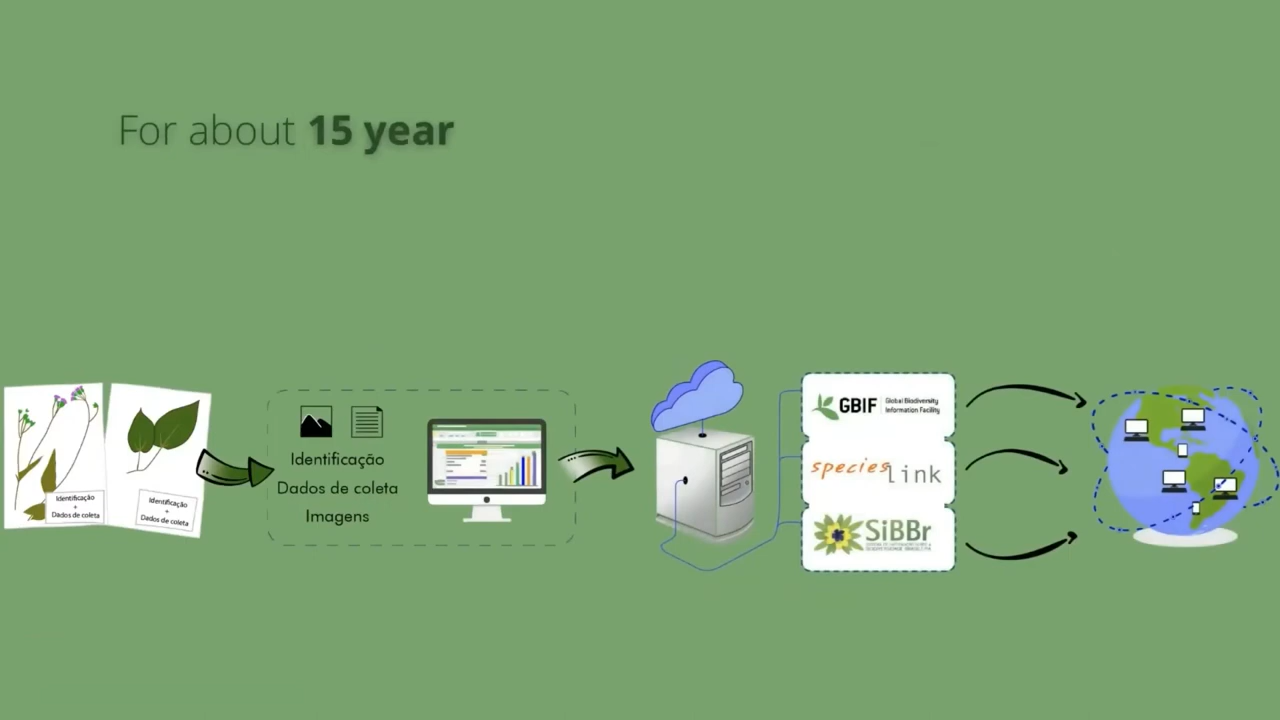 For about 15 year
Identificação
+
Dados de coleta
Identificação
+
Dados de coleta
Identificação
Dados de coleta
Imagens
GBIF
Global Biodiversity
Information Facility
species
Link
SiBBr